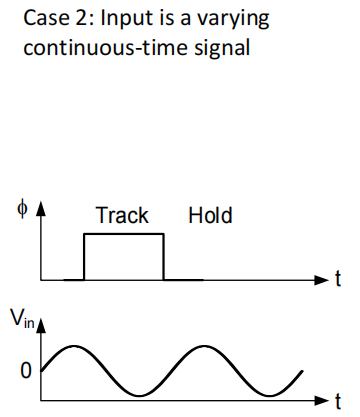 Case 2: Input is a varying
continuous-time signal
ϕ
Track Hold
t
Vin
0
t